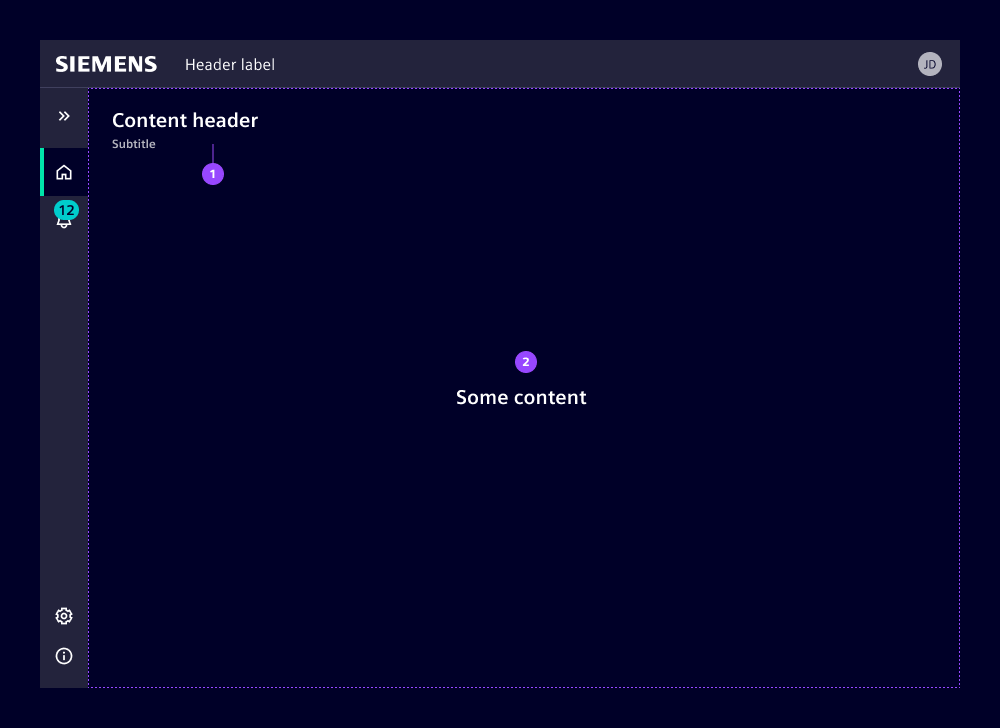 SIEMENS Header label JD
Content header
Subtitle
1
12
2
Some content